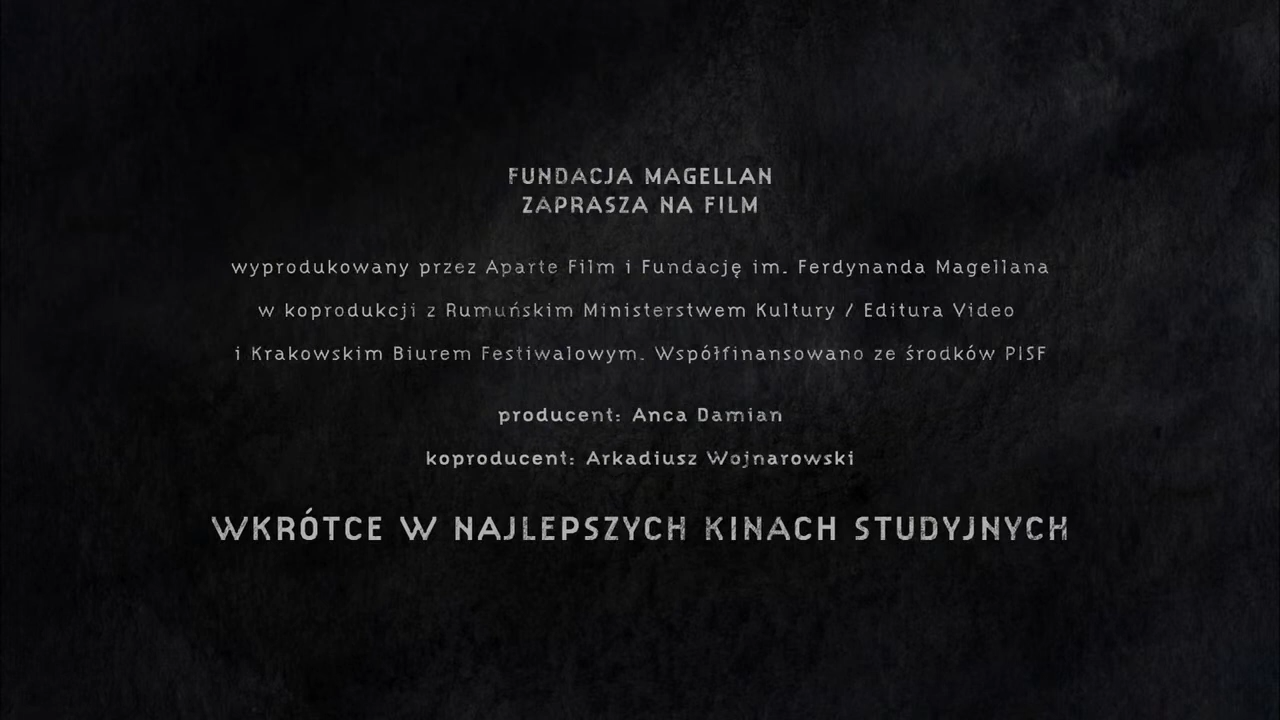 FUNDACJA MAGELLAN
ZAPRASZA NA FILM
wyprodukowany przez Aparte Film i Fundację im. Ferdynanda Magellana
w koprodukcji z Rumuńskim Ministerstwem Kultury / Editura Video
i Krakowskim Biurem Festiwalowym. Współfinansowano ze środków PISF
producent: Anca Damian
koproducent: Arkadiusz Wojnarowski
WKRÓTCE W NAJLEPSZYCH KINACH STUDYJNYCH